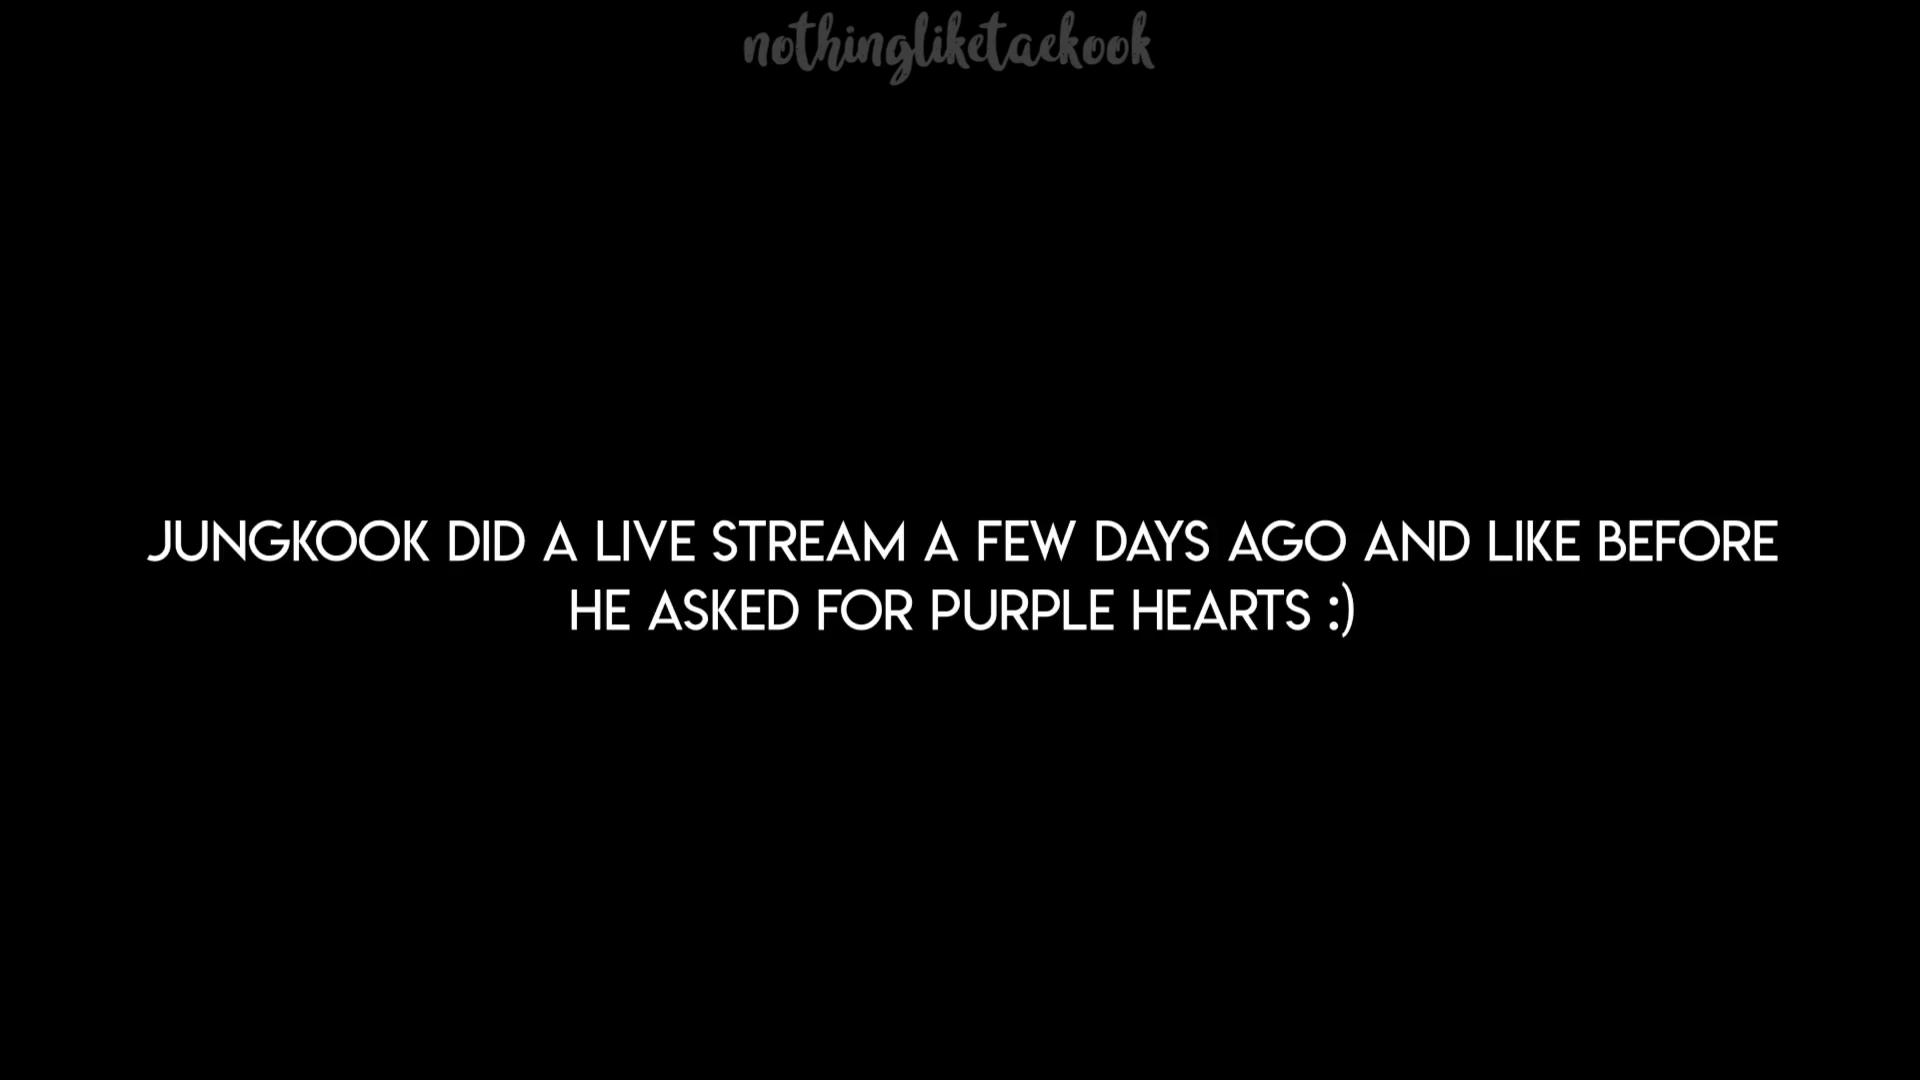 nothingliketaekook
JUNGKOOK DID A LIVE STREAM A FEW DAYS AGO AND LIKE BEFORE
HE ASKED FOR PURPLE HEARTS :)